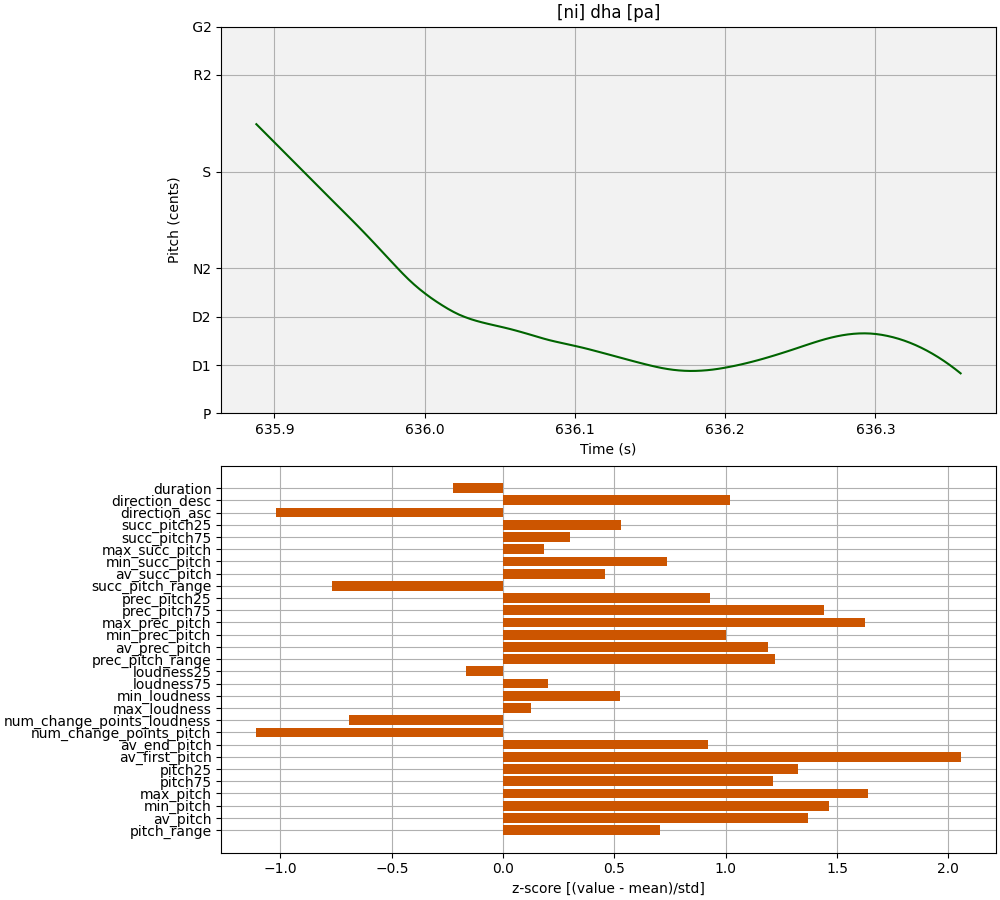 [ni] dha [pa]
G2
R2
S
N2
D2
D1
P
Pitch (cents)
635.9 636.0 636.1 636.2 636.3
Time (s)
duration
direction_desc
direction_asc
succ_pitch25
succ_pitch75
max_succ_pitch
min_succ_pitch
av_succ_pitch
succ_pitch_range
prec_pitch25
prec_pitch75
max_prec_pitch
min_prec_pitch
av_prec_pitch
prec_pitch_range
loudness25
loudness75
min_loudness
max_loudness
num_change_points_loudness
num_change_points_pitch
av_end_pitch
av_first_pitch
pitch25
pitch75
max_pitch
min_pitch
av_pitch
pitch_range
−1.0 −0.5 0.0 0.5 1.0 1.5 2.0
z-score [(value - mean)/std]